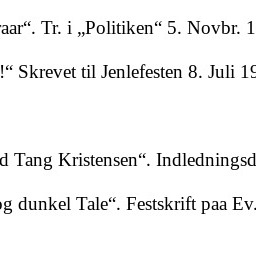 aar“. Tr. i „Politiken“ 5. Novbr. 1
!“ Skrevet til Jenlefesten 8. Juli 19
d Tang Kristensen“. Indledningsd
og dunkel Tale“. Festskrift paa Ev.